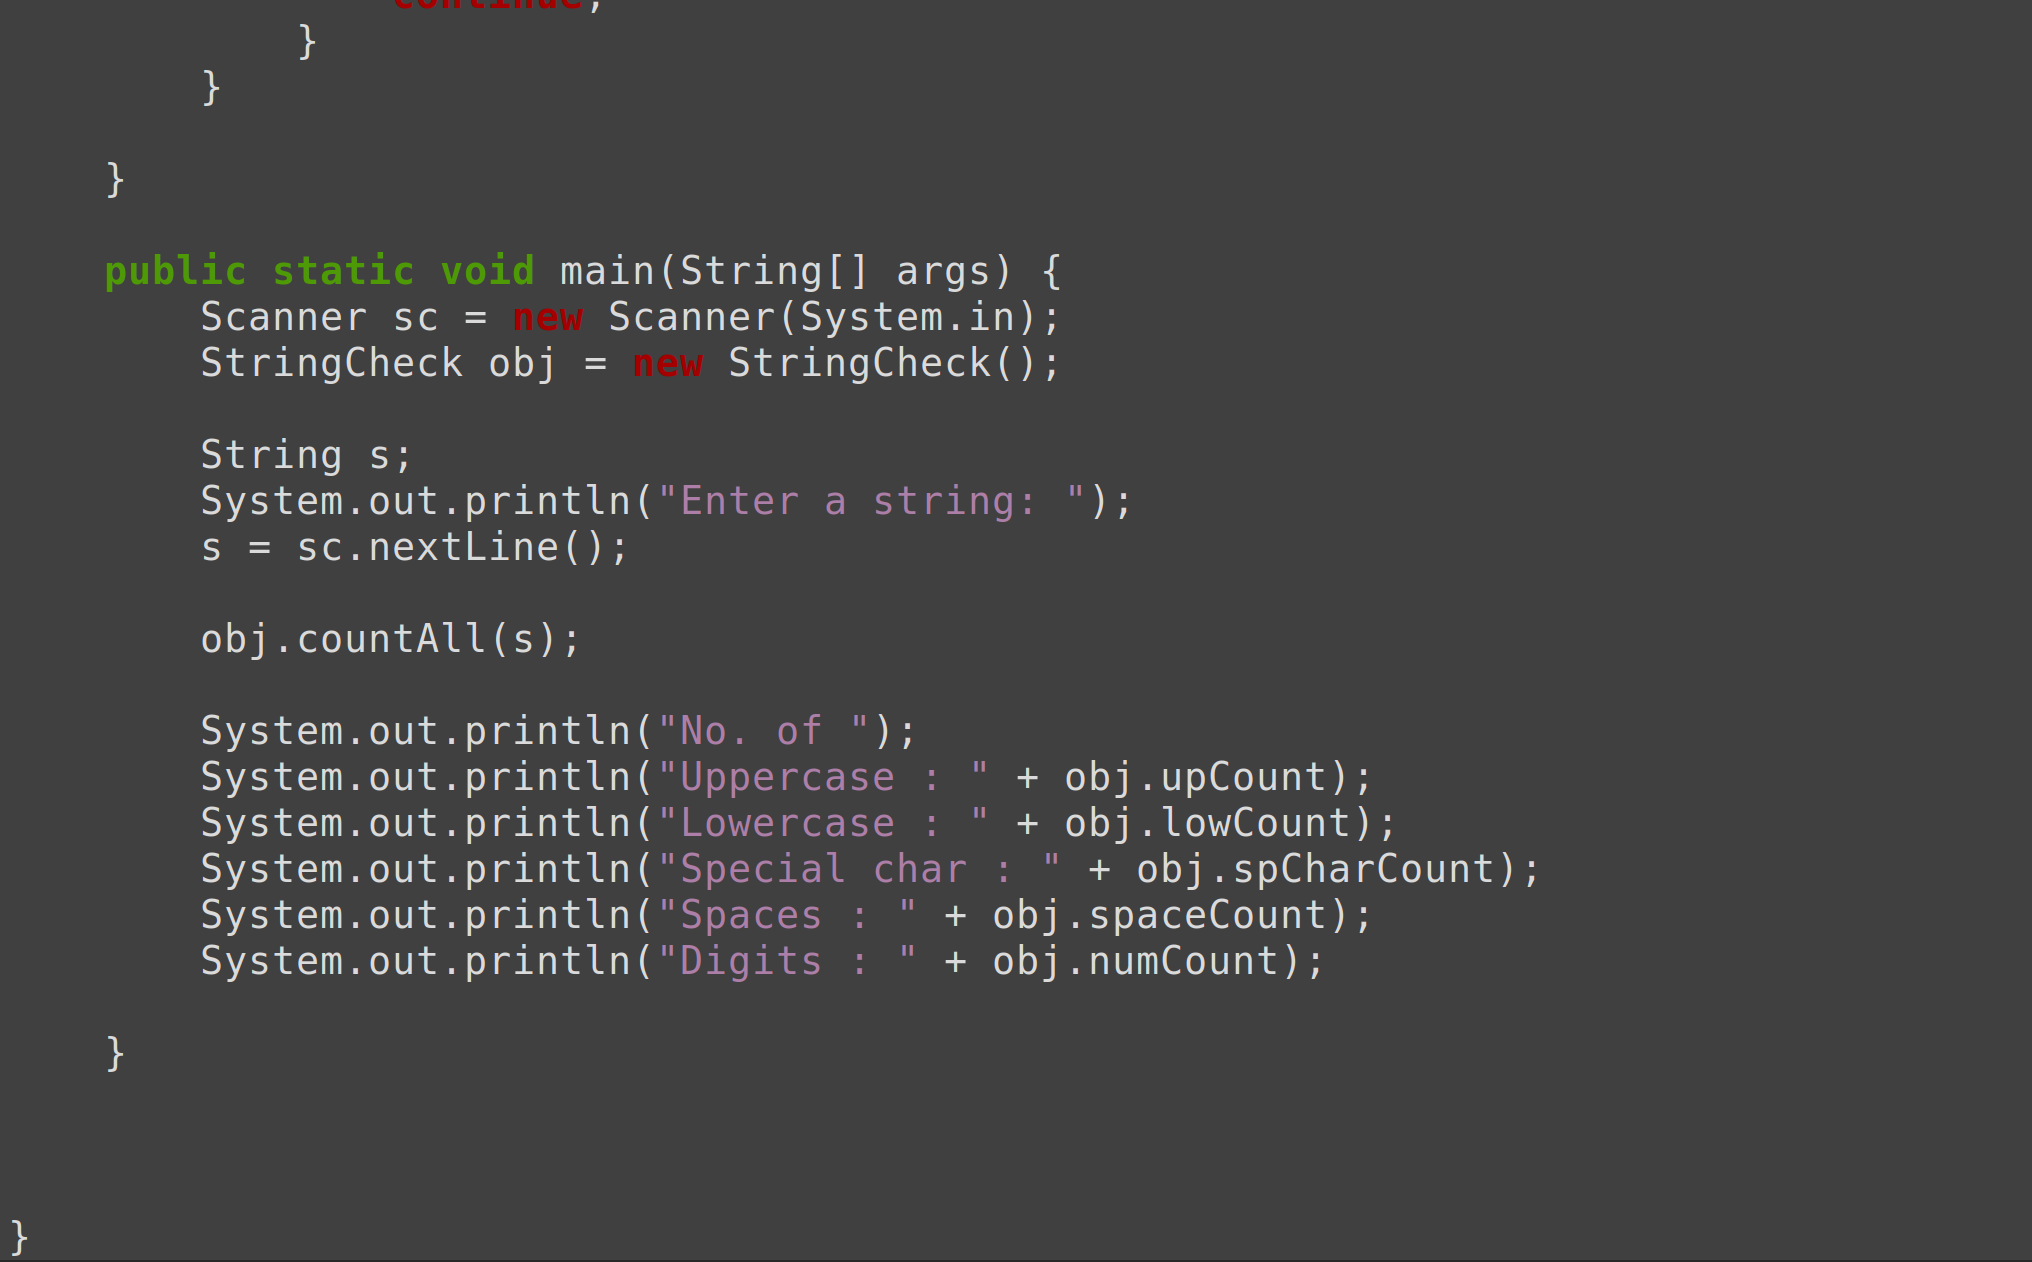 continue;
            }
        }

    }

    public static void main(String[] args) {
        Scanner sc = new Scanner(System.in);
        StringCheck obj = new StringCheck();

        String s;
        System.out.println("Enter a string: ");
        s = sc.nextLine();

        obj.countAll(s);

        System.out.println("No. of ");
        System.out.println("Uppercase : " + obj.upCount);
        System.out.println("Lowercase : " + obj.lowCount);
        System.out.println("Special char : " + obj.spCharCount);
        System.out.println("Spaces : " + obj.spaceCount);
        System.out.println("Digits : " + obj.numCount);

    }



}